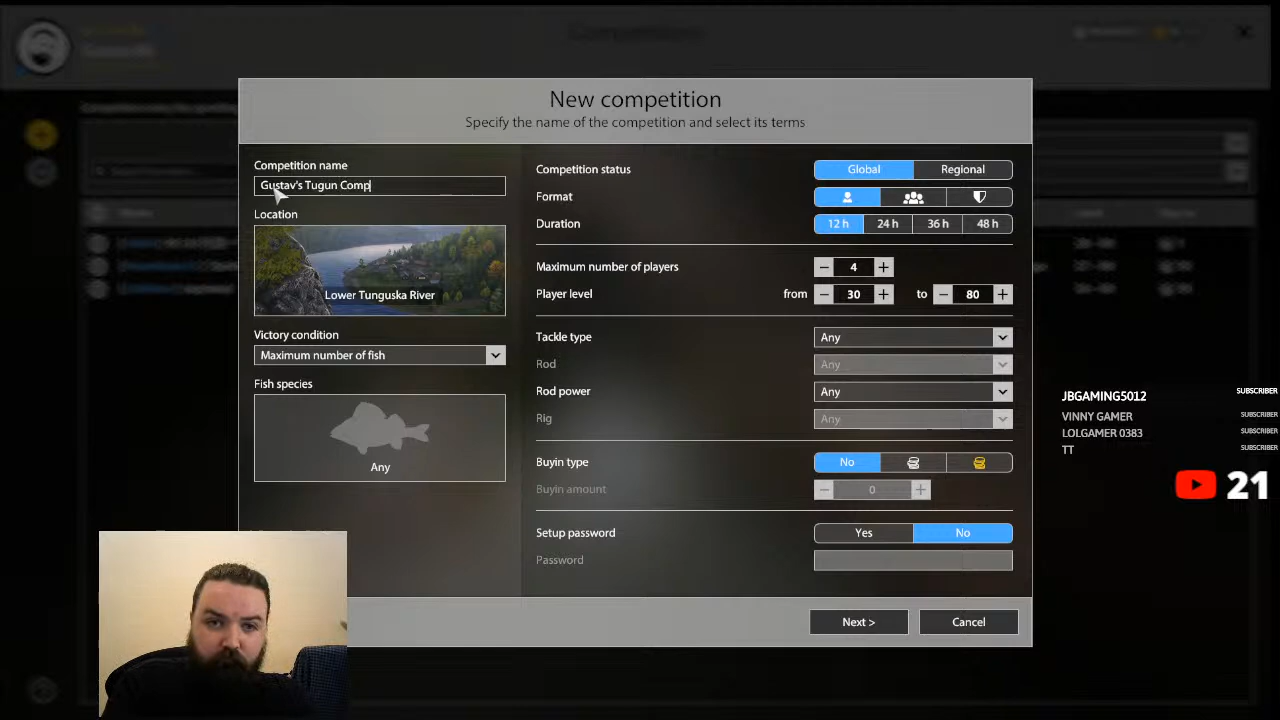 New competition
Specify the name of the competition and select its terms
Competition name
Gustav's Tugun Comp
Location
Lower Tunguska River
Victory condition
Maximum number of fish
Fish species
Any
Competition status
Global Regional
Format
Duration
12 h 24 h 36 h 48 h
Maximum number of players
4
Player level
from 30 to 80
Tackle type
Any
Rod
Any
Rod power
Any
Rig
Any
Buyin type
No
Buyin amount
0
Setup password
Yes No
Password
Next >
Cancel
JBGAMING5012 SUBSCRIBER
VINNY GAMER SUBSCRIBER
LOLGAMER 0383 SUBSCRIBER
TT SUBSCRIBER
21